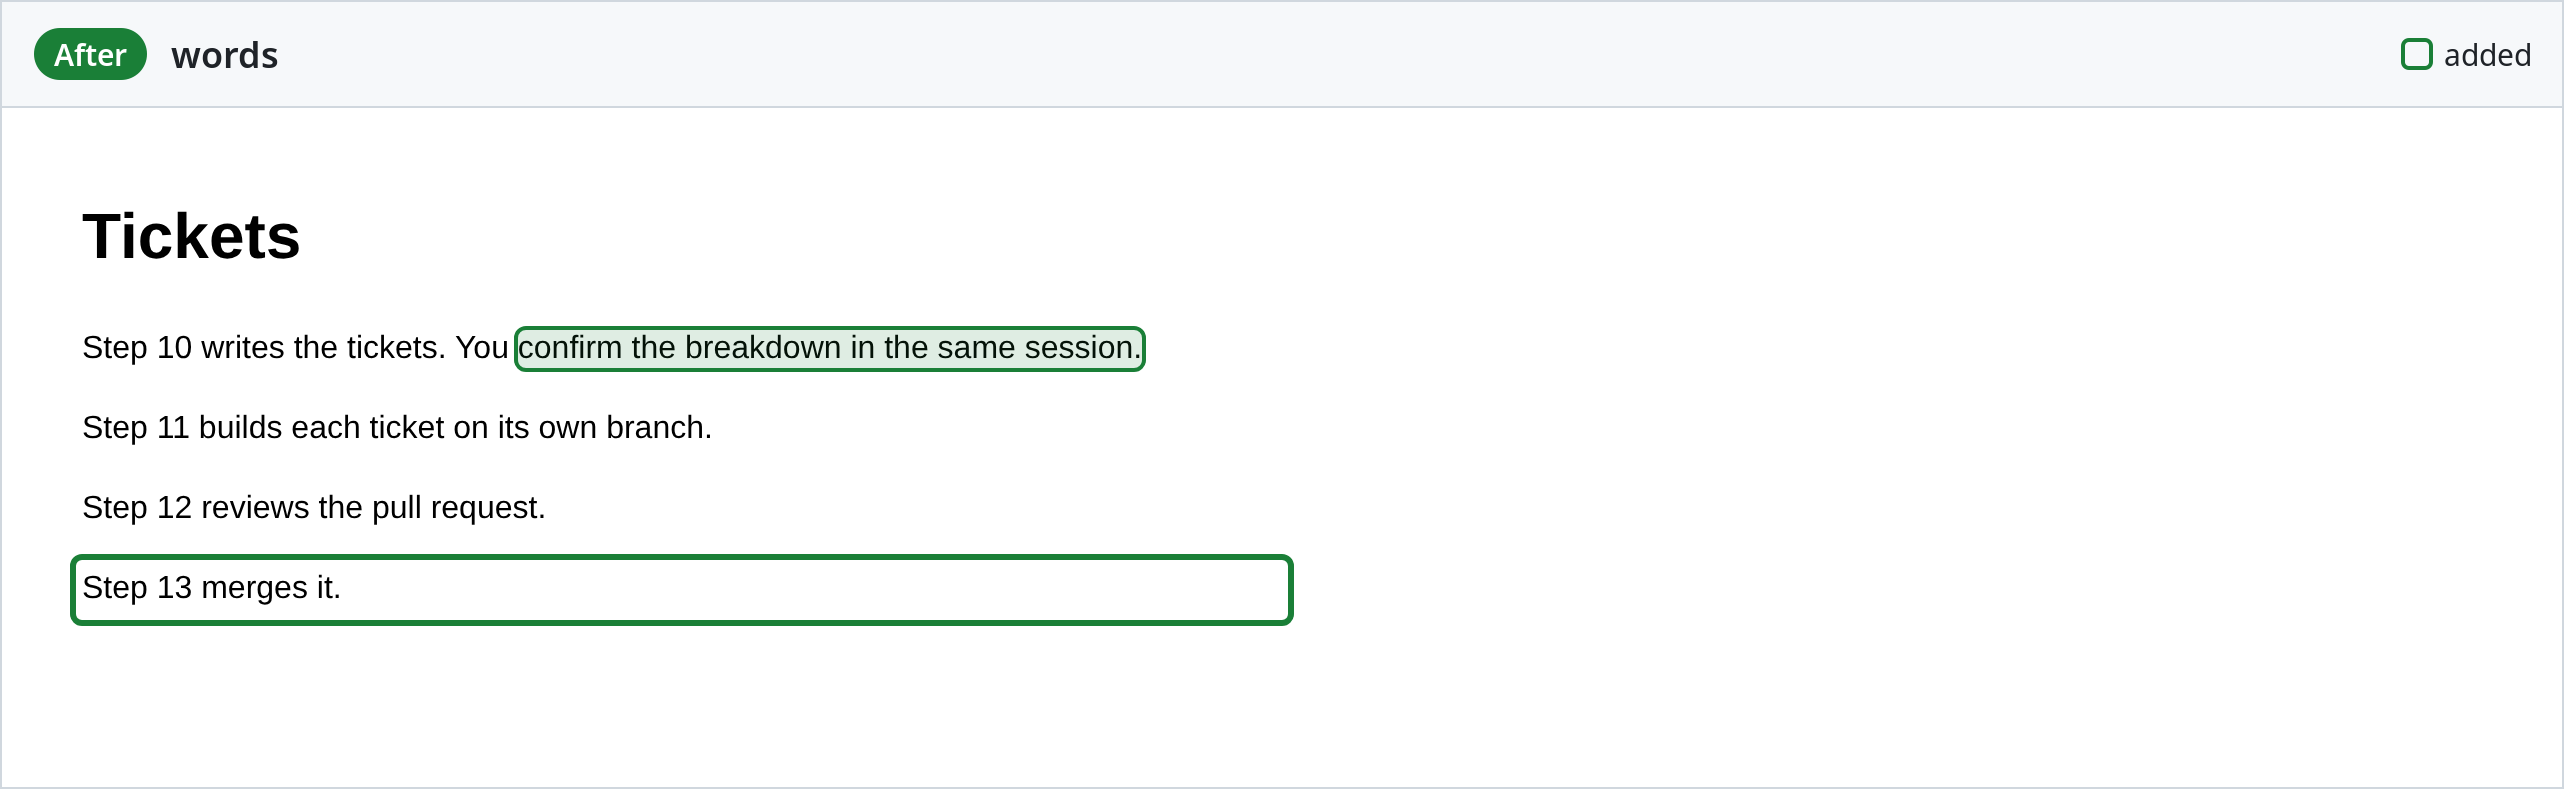 After words added
Tickets
Step 10 writes the tickets. You confirm the breakdown in the same session.
Step 11 builds each ticket on its own branch.
Step 12 reviews the pull request.
Step 13 merges it.